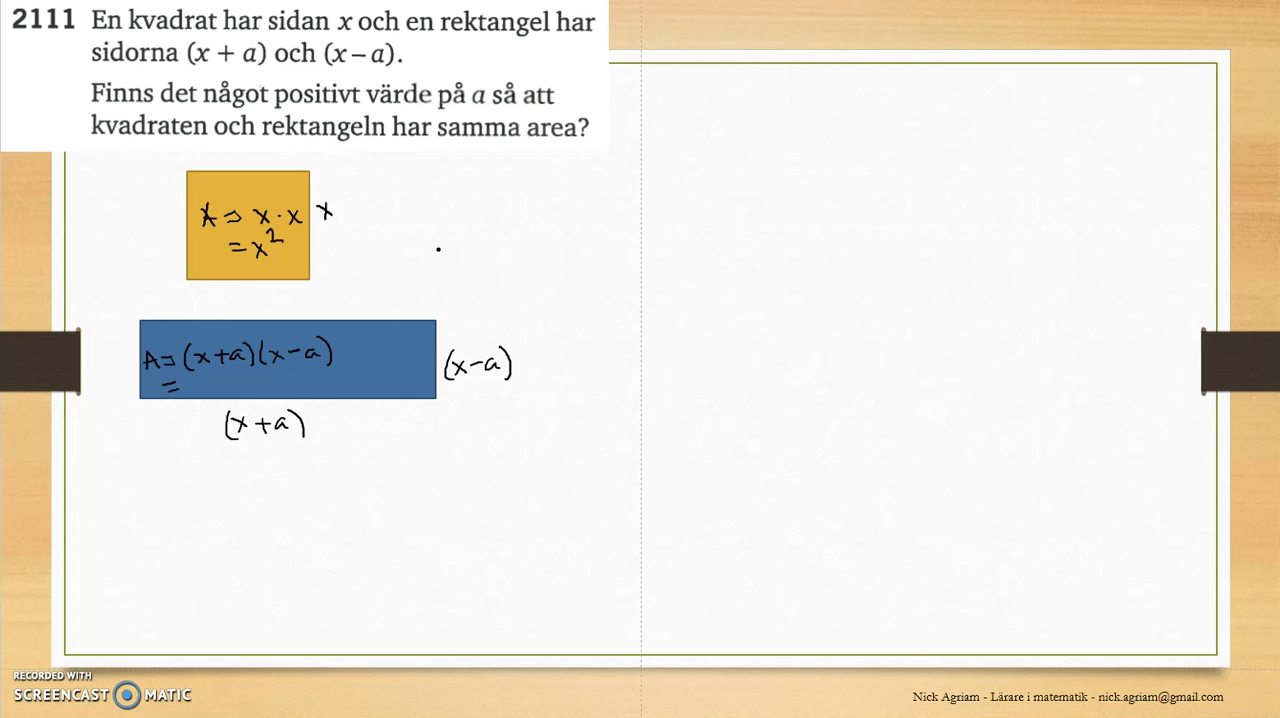 2111 En kvadrat har sidan x och en rektangel har
sidorna (x + a) och (x – a).
Finns det något positivt värde på a så att
kvadraten och rektangeln har samma area?
A = x · x
= x²
x
A = (x+a)(x-a)
=
(x-a)
(x+a)
RECORDED WITH
SCREENCAST MATIC
Nick Agriam - Lärare i matematik - nick.agriam@gmail.com